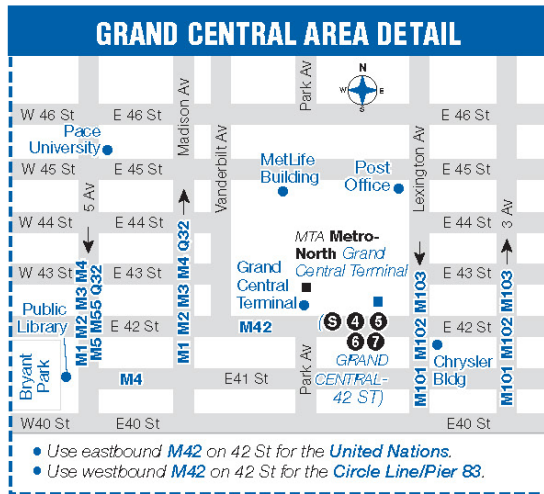 GRAND CENTRAL AREA DETAIL
N
W E
S
Park Av
Madison Av
W 46 St
E 46 St
E 46 St
E 46 St
Pace
University
Vanderbilt Av
W 45 St
E 45 St
E 45 St
E 45 St
MetLife
Building
Post
Office
Lexington Av
5 Av
3 Av
W 44 St
E 44 St
E 44 St
MTA Metro-
North Grand
Central Terminal
W 43 St
E 43 St
E 43 St
M1 M2 M3 M4
M5 M55 Q32
M1 M2 M3 M4 Q32
Grand
Central
Terminal
M101 M102 M103
M101 M102 M103
Public
Library
E 42 St
M42
(S 4 5
6 7
GRAND
CENTRAL-
42 ST)
E 42 St
Chrysler
Bldg
Bryant
Park
M4
E41 St
Park Av
W40 St
E40 St
E40 St
• Use eastbound M42 on 42 St for the United Nations.
• Use westbound M42 on 42 St for the Circle Line/Pier 83.